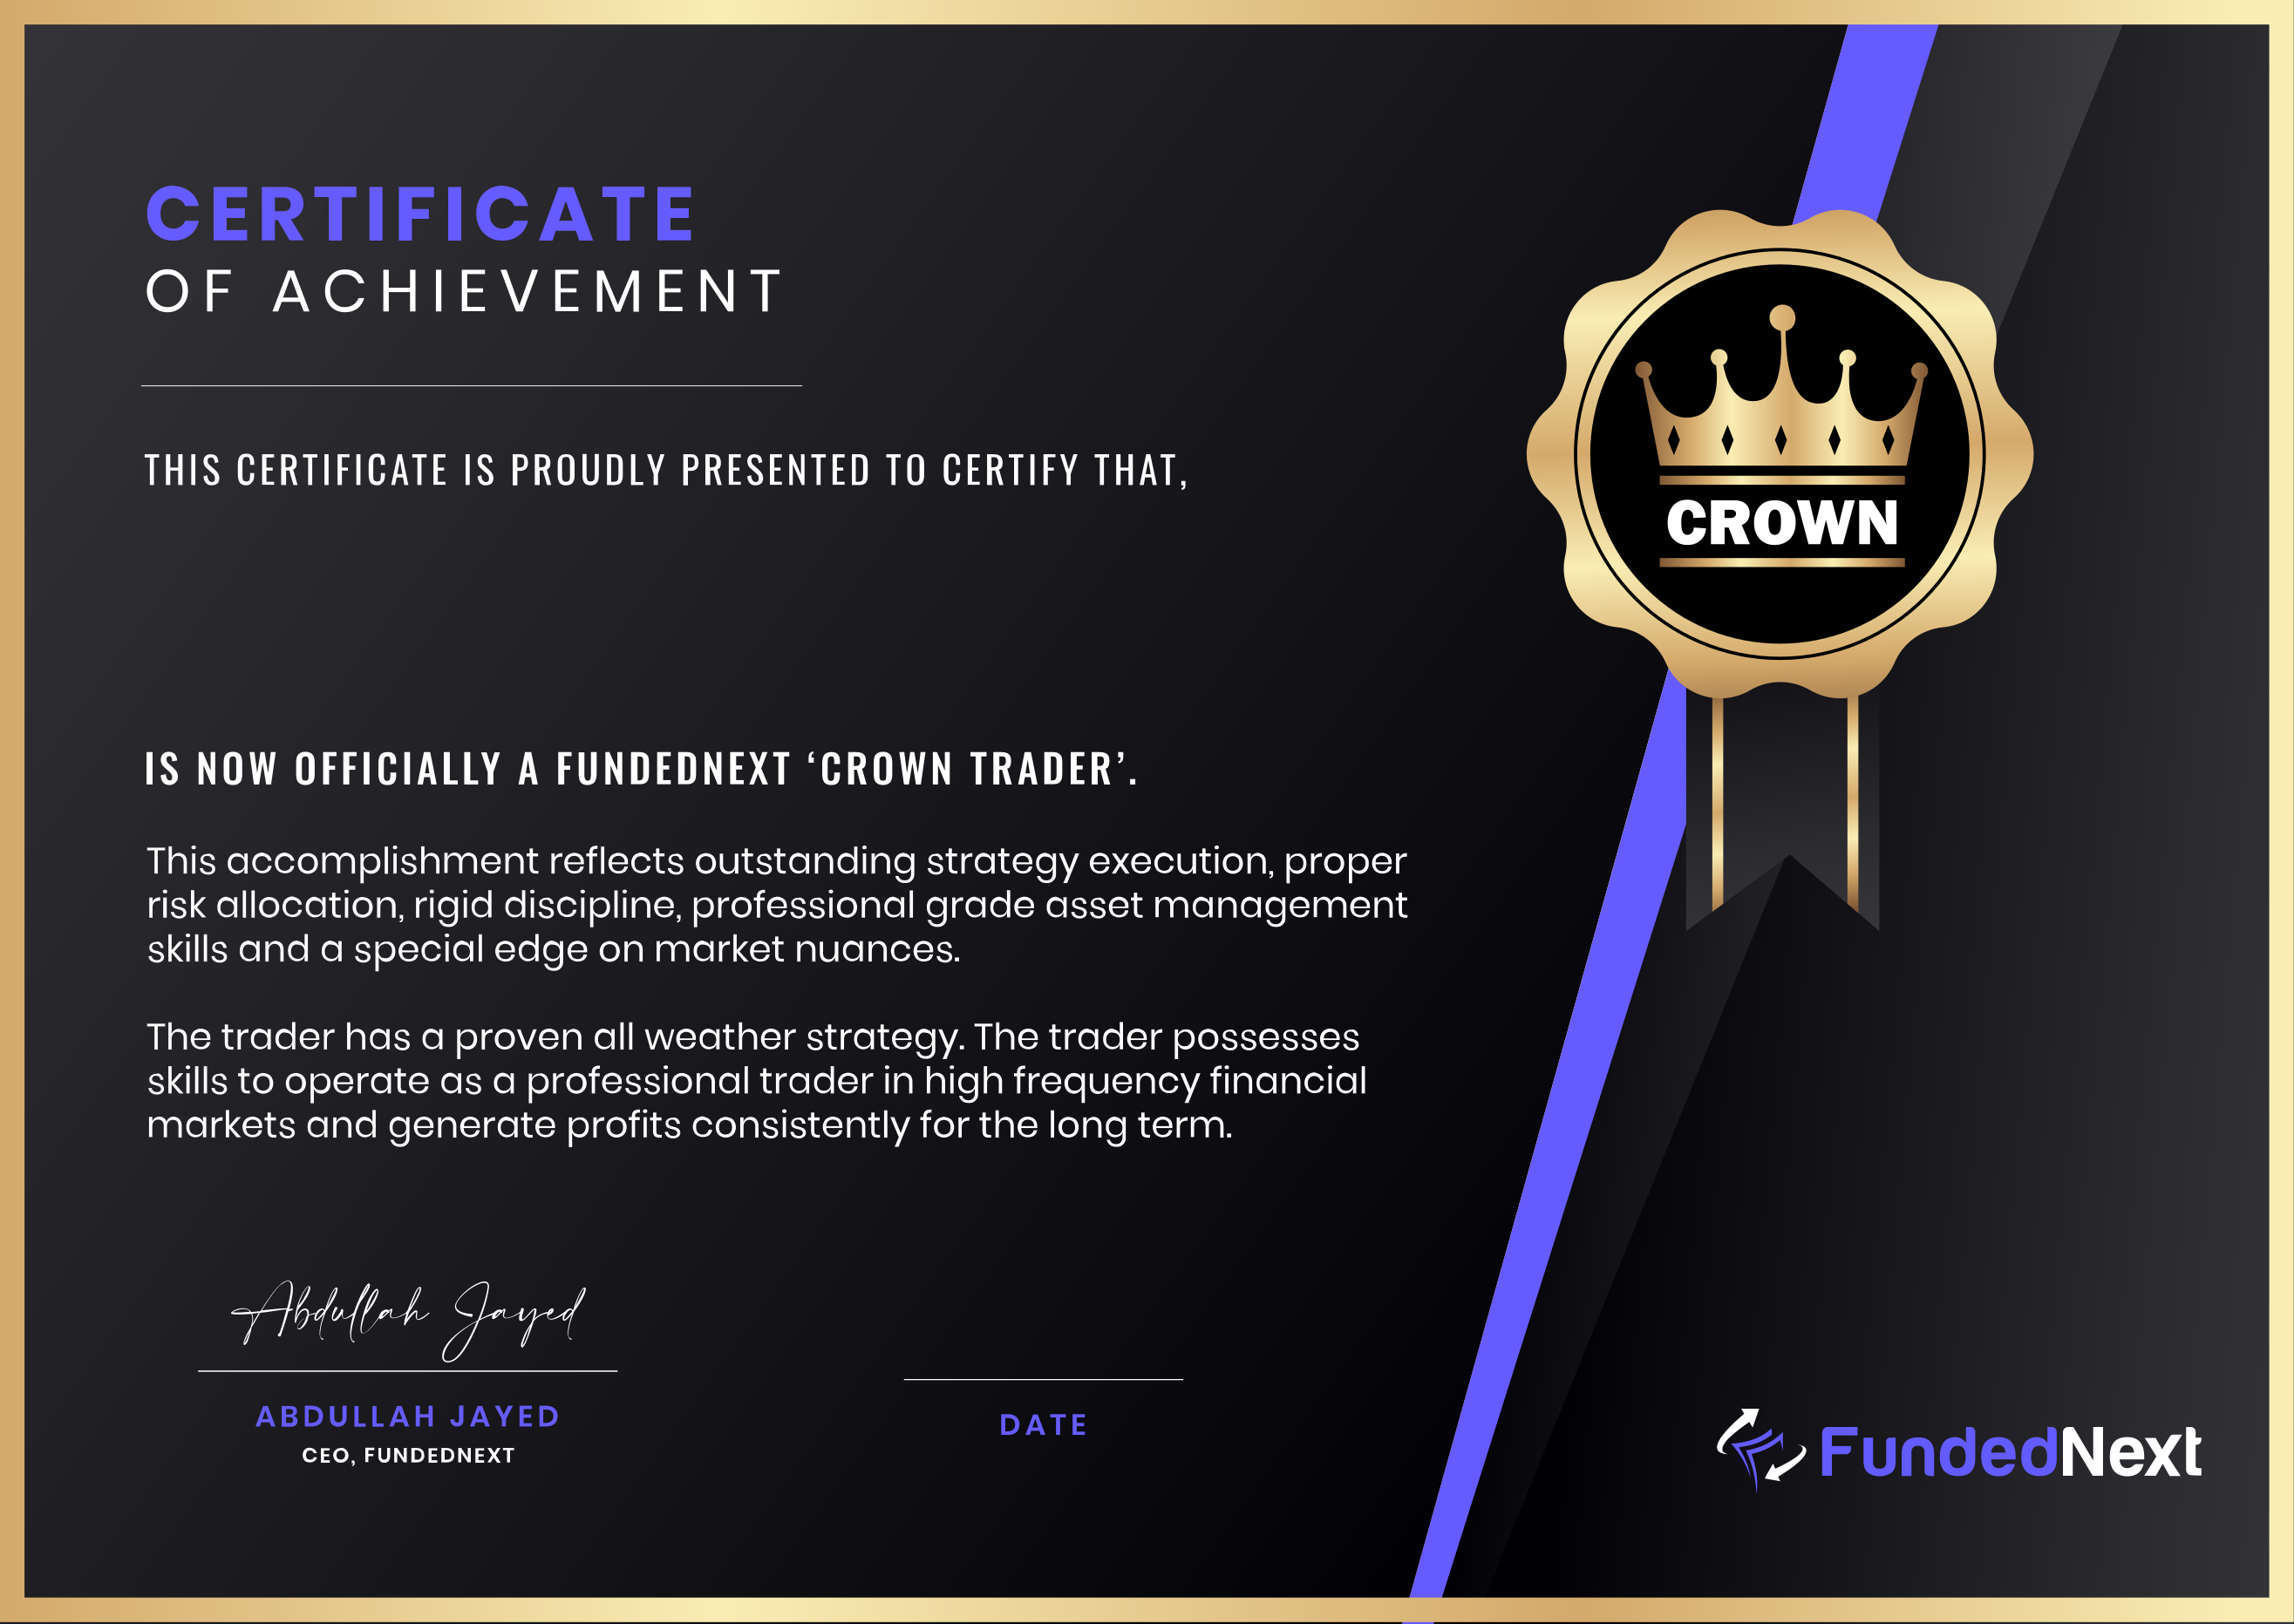 CERTIFICATE
OF ACHIEVEMENT
THIS CERTIFICATE IS PROUDLY PRESENTED TO CERTIFY THAT,
CROWN
IS NOW OFFICIALLY A FUNDEDNEXT ‘CROWN TRADER’.
This accomplishment reflects outstanding strategy execution, proper
risk allocation, rigid discipline, professional grade asset management
skills and a special edge on market nuances.
The trader has a proven all weather strategy. The trader possesses
skills to operate as a professional trader in high frequency financial
markets and generate profits consistently for the long term.
Abdullah Jayed
ABDULLAH JAYED
CEO, FUNDEDNEXT
DATE
FundedNext